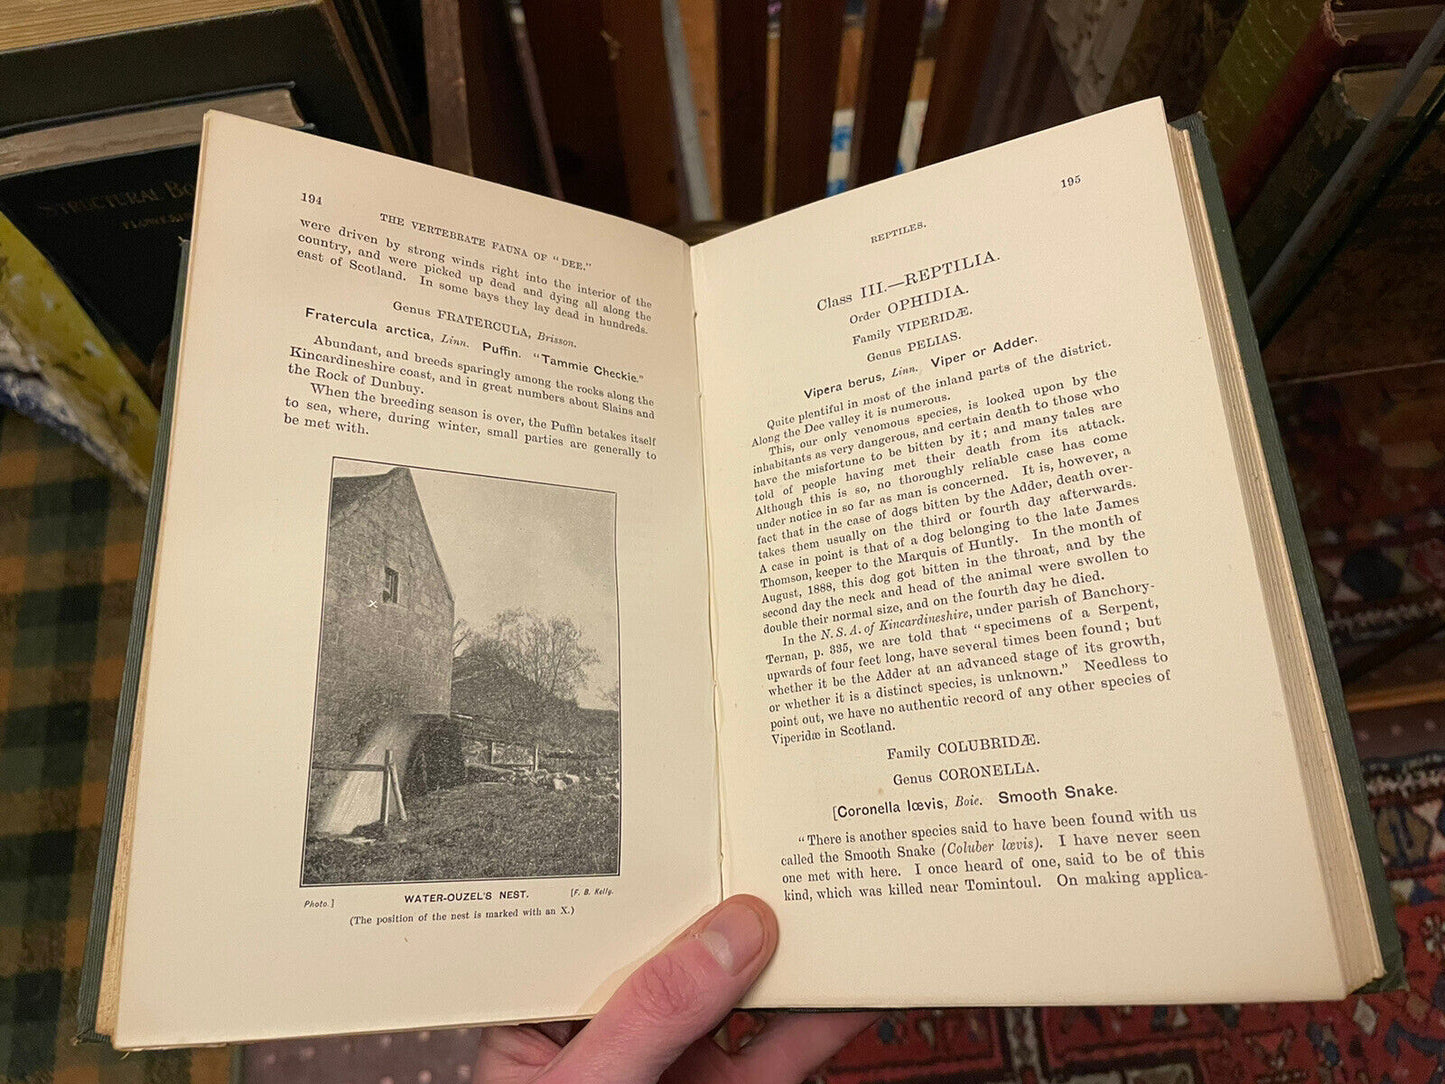 STRUCTURAL BO
194
THE VERTEBRATE FAUNA OF "DEE."
were driven by strong winds right into the interior of the
country, and were picked up dead and dying all along the
east of Scotland. In some bays they lay dead in hundreds.
Genus FRATERCULA, Brisson.
Fratercula arctica, Linn. Puffin. "Tammie Checkie."
Abundant, and breeds sparingly among the rocks along the
Kincardineshire coast, and in great numbers about Slains and
the Rock of Dunbuy.
When the breeding season is over, the Puffin betakes itself
to sea, where, during winter, small parties are generally to
be met with.
x
Photo.]
WATER-OUZEL'S NEST.
[F. B. Kelly.
(The position of the nest is marked with an X.)
195
REPTILES.
Class III.—REPTILIA.
Order OPHIDIA.
Family VIPERIDÆ.
Genus PELIAS.
Vipera berus, Linn. Viper or Adder.
Quite plentiful in most of the inland parts of the district.
Along the Dee valley it is numerous.
This, our only venomous species, is looked upon by the
inhabitants as very dangerous, and certain death to those who
have the misfortune to be bitten by it; and many tales are
told of people having met their death from its attack.
Although this is so, no thoroughly reliable case has come
under notice in so far as man is concerned. It is, however, a
fact that in the case of dogs bitten by the Adder, death over-
takes them usually on the third or fourth day afterwards.
A case in point is that of a dog belonging to the late James
Thomson, keeper to the Marquis of Huntly. In the month of
August, 1888, this dog got bitten in the throat, and by the
second day the neck and head of the animal were swollen to
double their normal size, and on the fourth day he died.
In the N. S. A. of Kincardineshire, under parish of Banchory-
Ternan, p. 335, we are told that "specimens of a Serpent,
upwards of four feet long, have several times been found; but
whether it be the Adder at an advanced stage of its growth,
or whether it is a distinct species, is unknown." Needless to
point out, we have no authentic record of any other species of
Viperidæ in Scotland.
Family COLUBRIDÆ.
Genus CORONELLA.
[Coronella lœvis, Boie. Smooth Snake.
"There is another species said to have been found with us
called the Smooth Snake (Coluber lœvis). I have never seen
one met with here. I once heard of one, said to be of this
kind, which was killed near Tomintoul. On making applica-